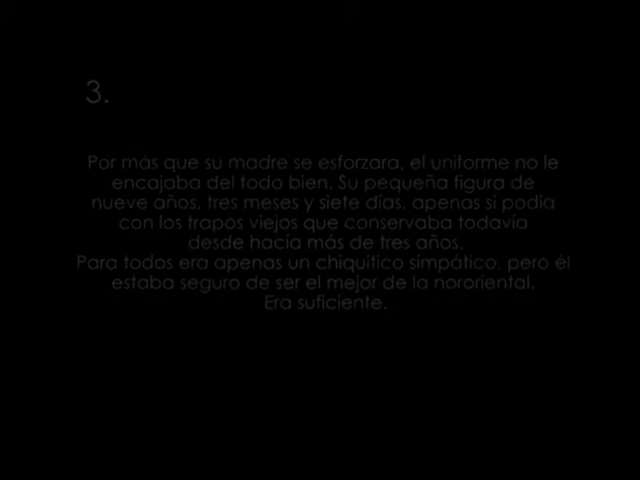 3.
Por más que su madre se esforzara, el uniforme no le
encajaba del todo bien. Su pequeña figura de
nueve años, tres meses y siete días, apenas si podía
con los trapos viejos que conservaba todavía
desde hacía más de tres años.
Para todos era apenas un chiquitico simpático, pero él
estaba seguro de ser el mejor de la nororiental.
Era suficiente.